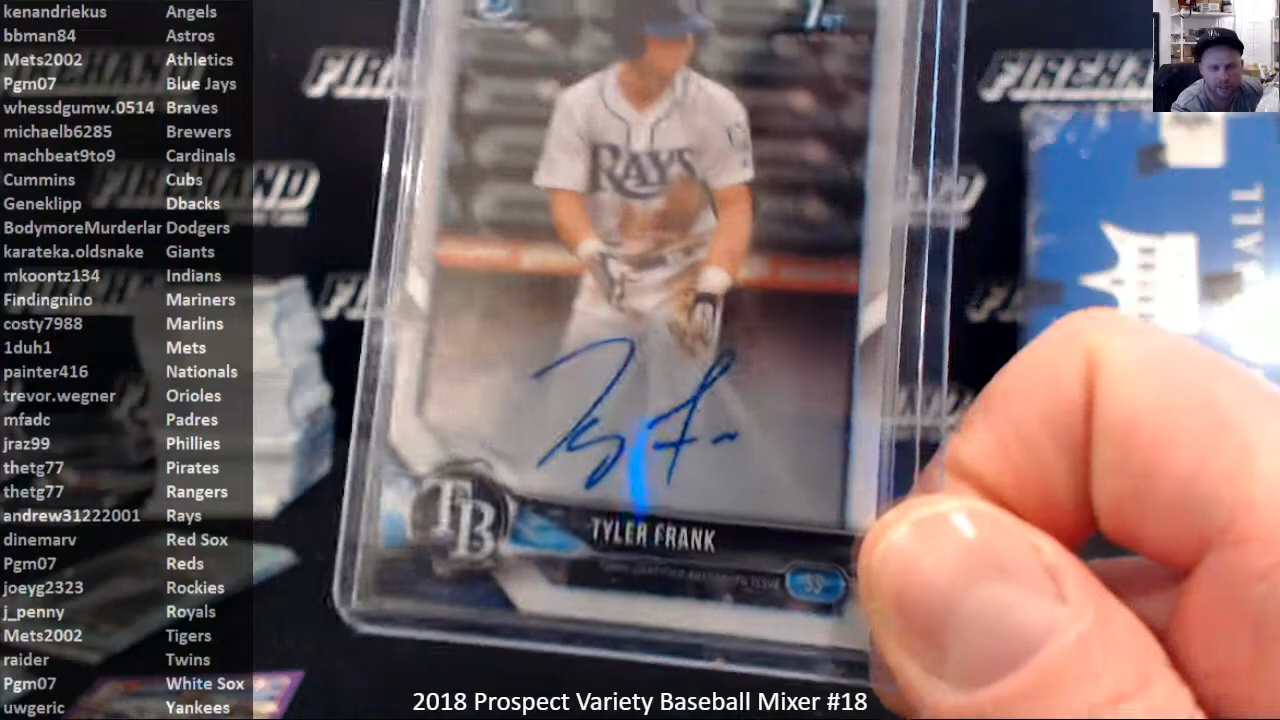 kenandriekus Angels
bbman84 Astros
Mets2002 Athletics
Pgm07 Blue Jays
whessdgumw.0514 Braves
michaelb6285 Brewers
machbeat9to9 Cardinals
Cummins Cubs
Geneklipp Dbacks
BodymoreMurderlar Dodgers
karateka.oldsnake Giants
mkoontz134 Indians
Findingnino Mariners
costy7988 Marlins
1duh1 Mets
painter416 Nationals
trevor.wegner Orioles
mfadc Padres
jraz99 Phillies
thetg77 Pirates
thetg77 Rangers
andrew31222001 Rays
dinemarv Red Sox
Pgm07 Reds
joeyg2323 Rockies
j_penny Royals
Mets2002 Tigers
raider Twins
Pgm07 White Sox
uwgeric Yankees
1ST
RAYS
TB
TYLER FRANK
SS
FIREHAND
2018 Prospect Variety Baseball Mixer #18